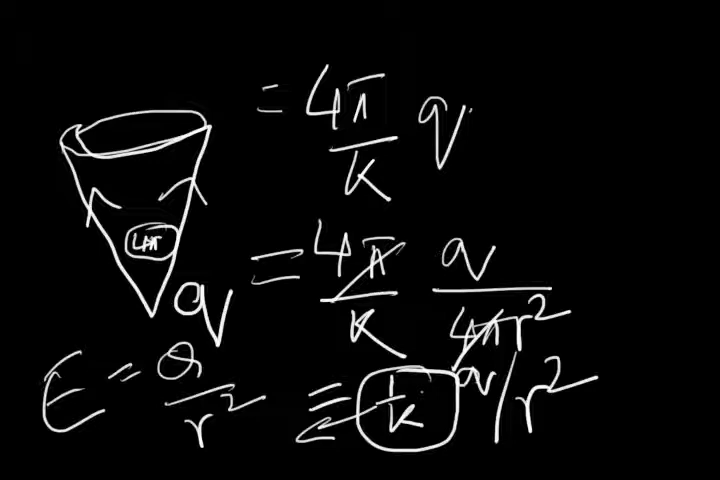 = 4π/k q
4π
q = 4π/k q/4πr²
E = Q/r² = 1/k q/r²